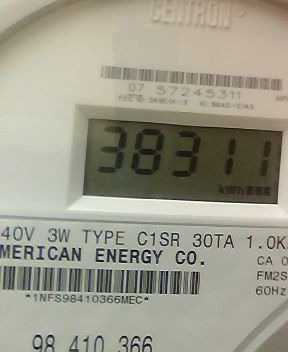 CENTRON®
07 57245311
38311
kWh
40V 3W TYPE C1SR 30TA 1.0K
MERICAN ENERGY CO.
CA 0
FM2S
*1NFS98410366MEC*
60Hz
98 410 366